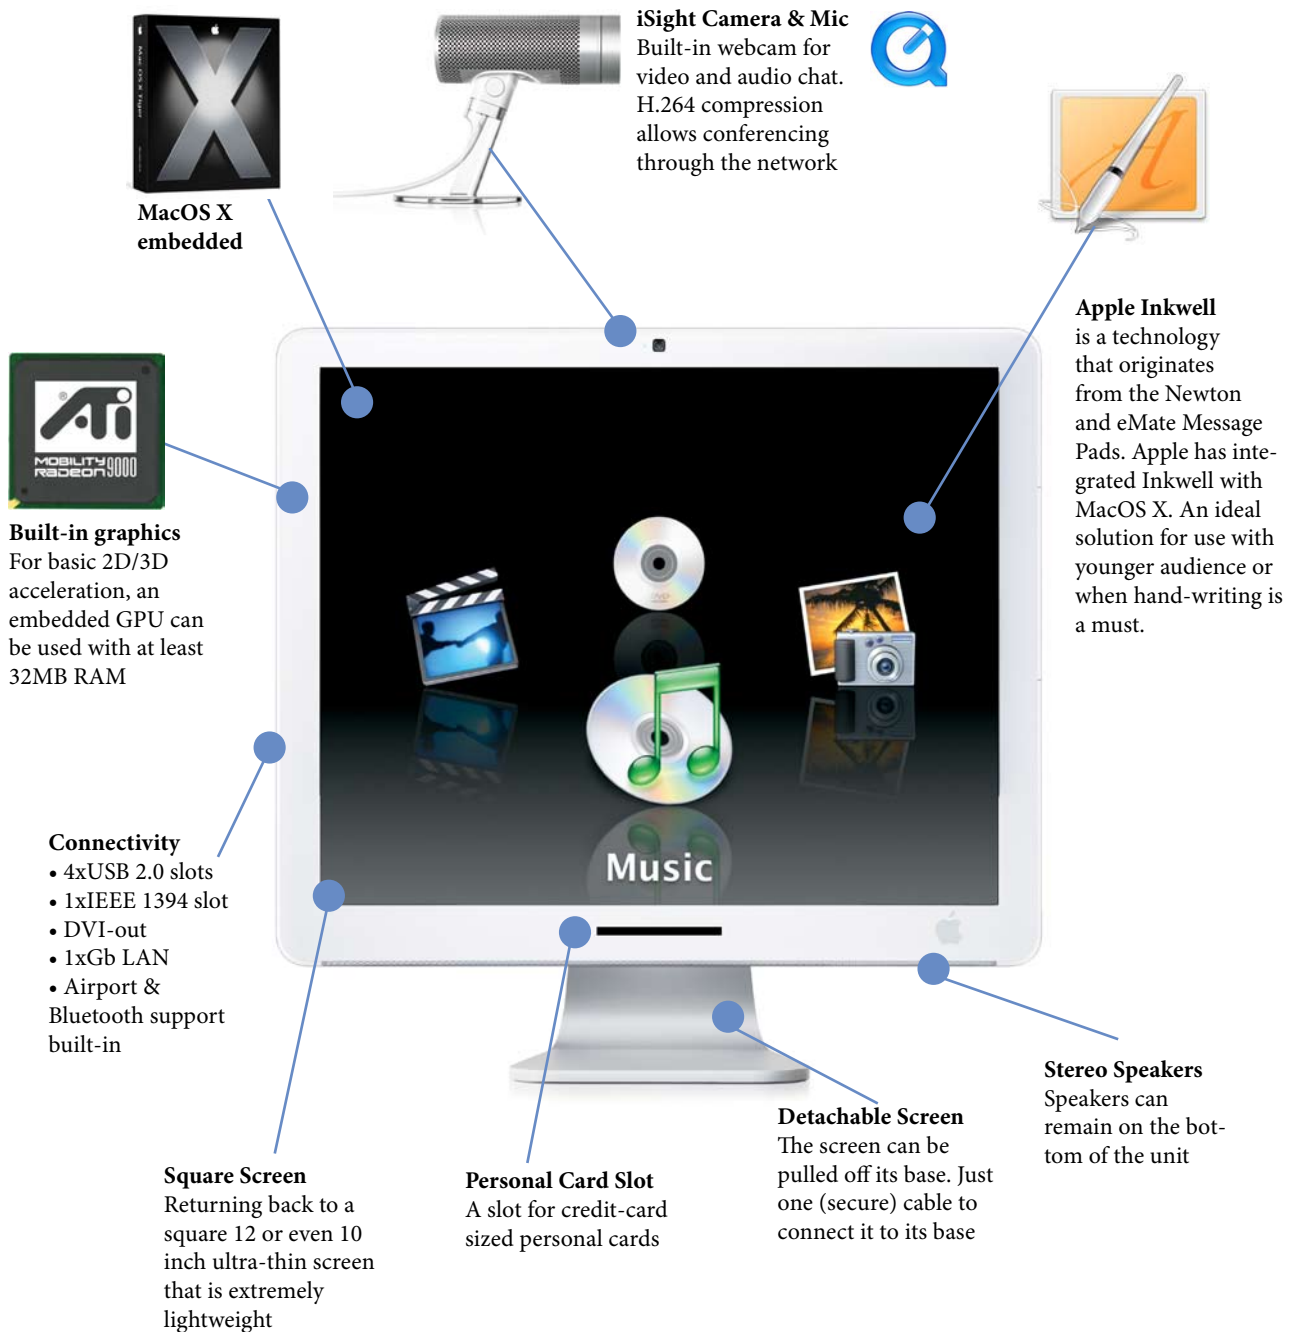 iSight Camera & Mic
Built-in webcam for
video and audio chat.
H.264 compression
allows conferencing
through the network
Mac OS X Tiger
X
MacOS X
embedded
Apple Inkwell
is a technology
that originates
from the Newton
and eMate Message
Pads. Apple has inte-
grated Inkwell with
MacOS X. An ideal
solution for use with
younger audience or
when hand-writing is
a must.
ATi
®
MOBILITY
RADEON 9000
Built-in graphics
For basic 2D/3D
acceleration, an
embedded GPU can
be used with at least
32MB RAM
DVD
Music
Connectivity
• 4xUSB 2.0 slots
• 1xIEEE 1394 slot
• DVI-out
• 1xGb LAN
• Airport &
Bluetooth support
built-in
Stereo Speakers
Speakers can
remain on the bot-
tom of the unit
Detachable Screen
The screen can be
pulled off its base. Just
one (secure) cable to
connect it to its base
Personal Card Slot
A slot for credit-card
sized personal cards
Square Screen
Returning back to a
square 12 or even 10
inch ultra-thin screen
that is extremely
lightweight